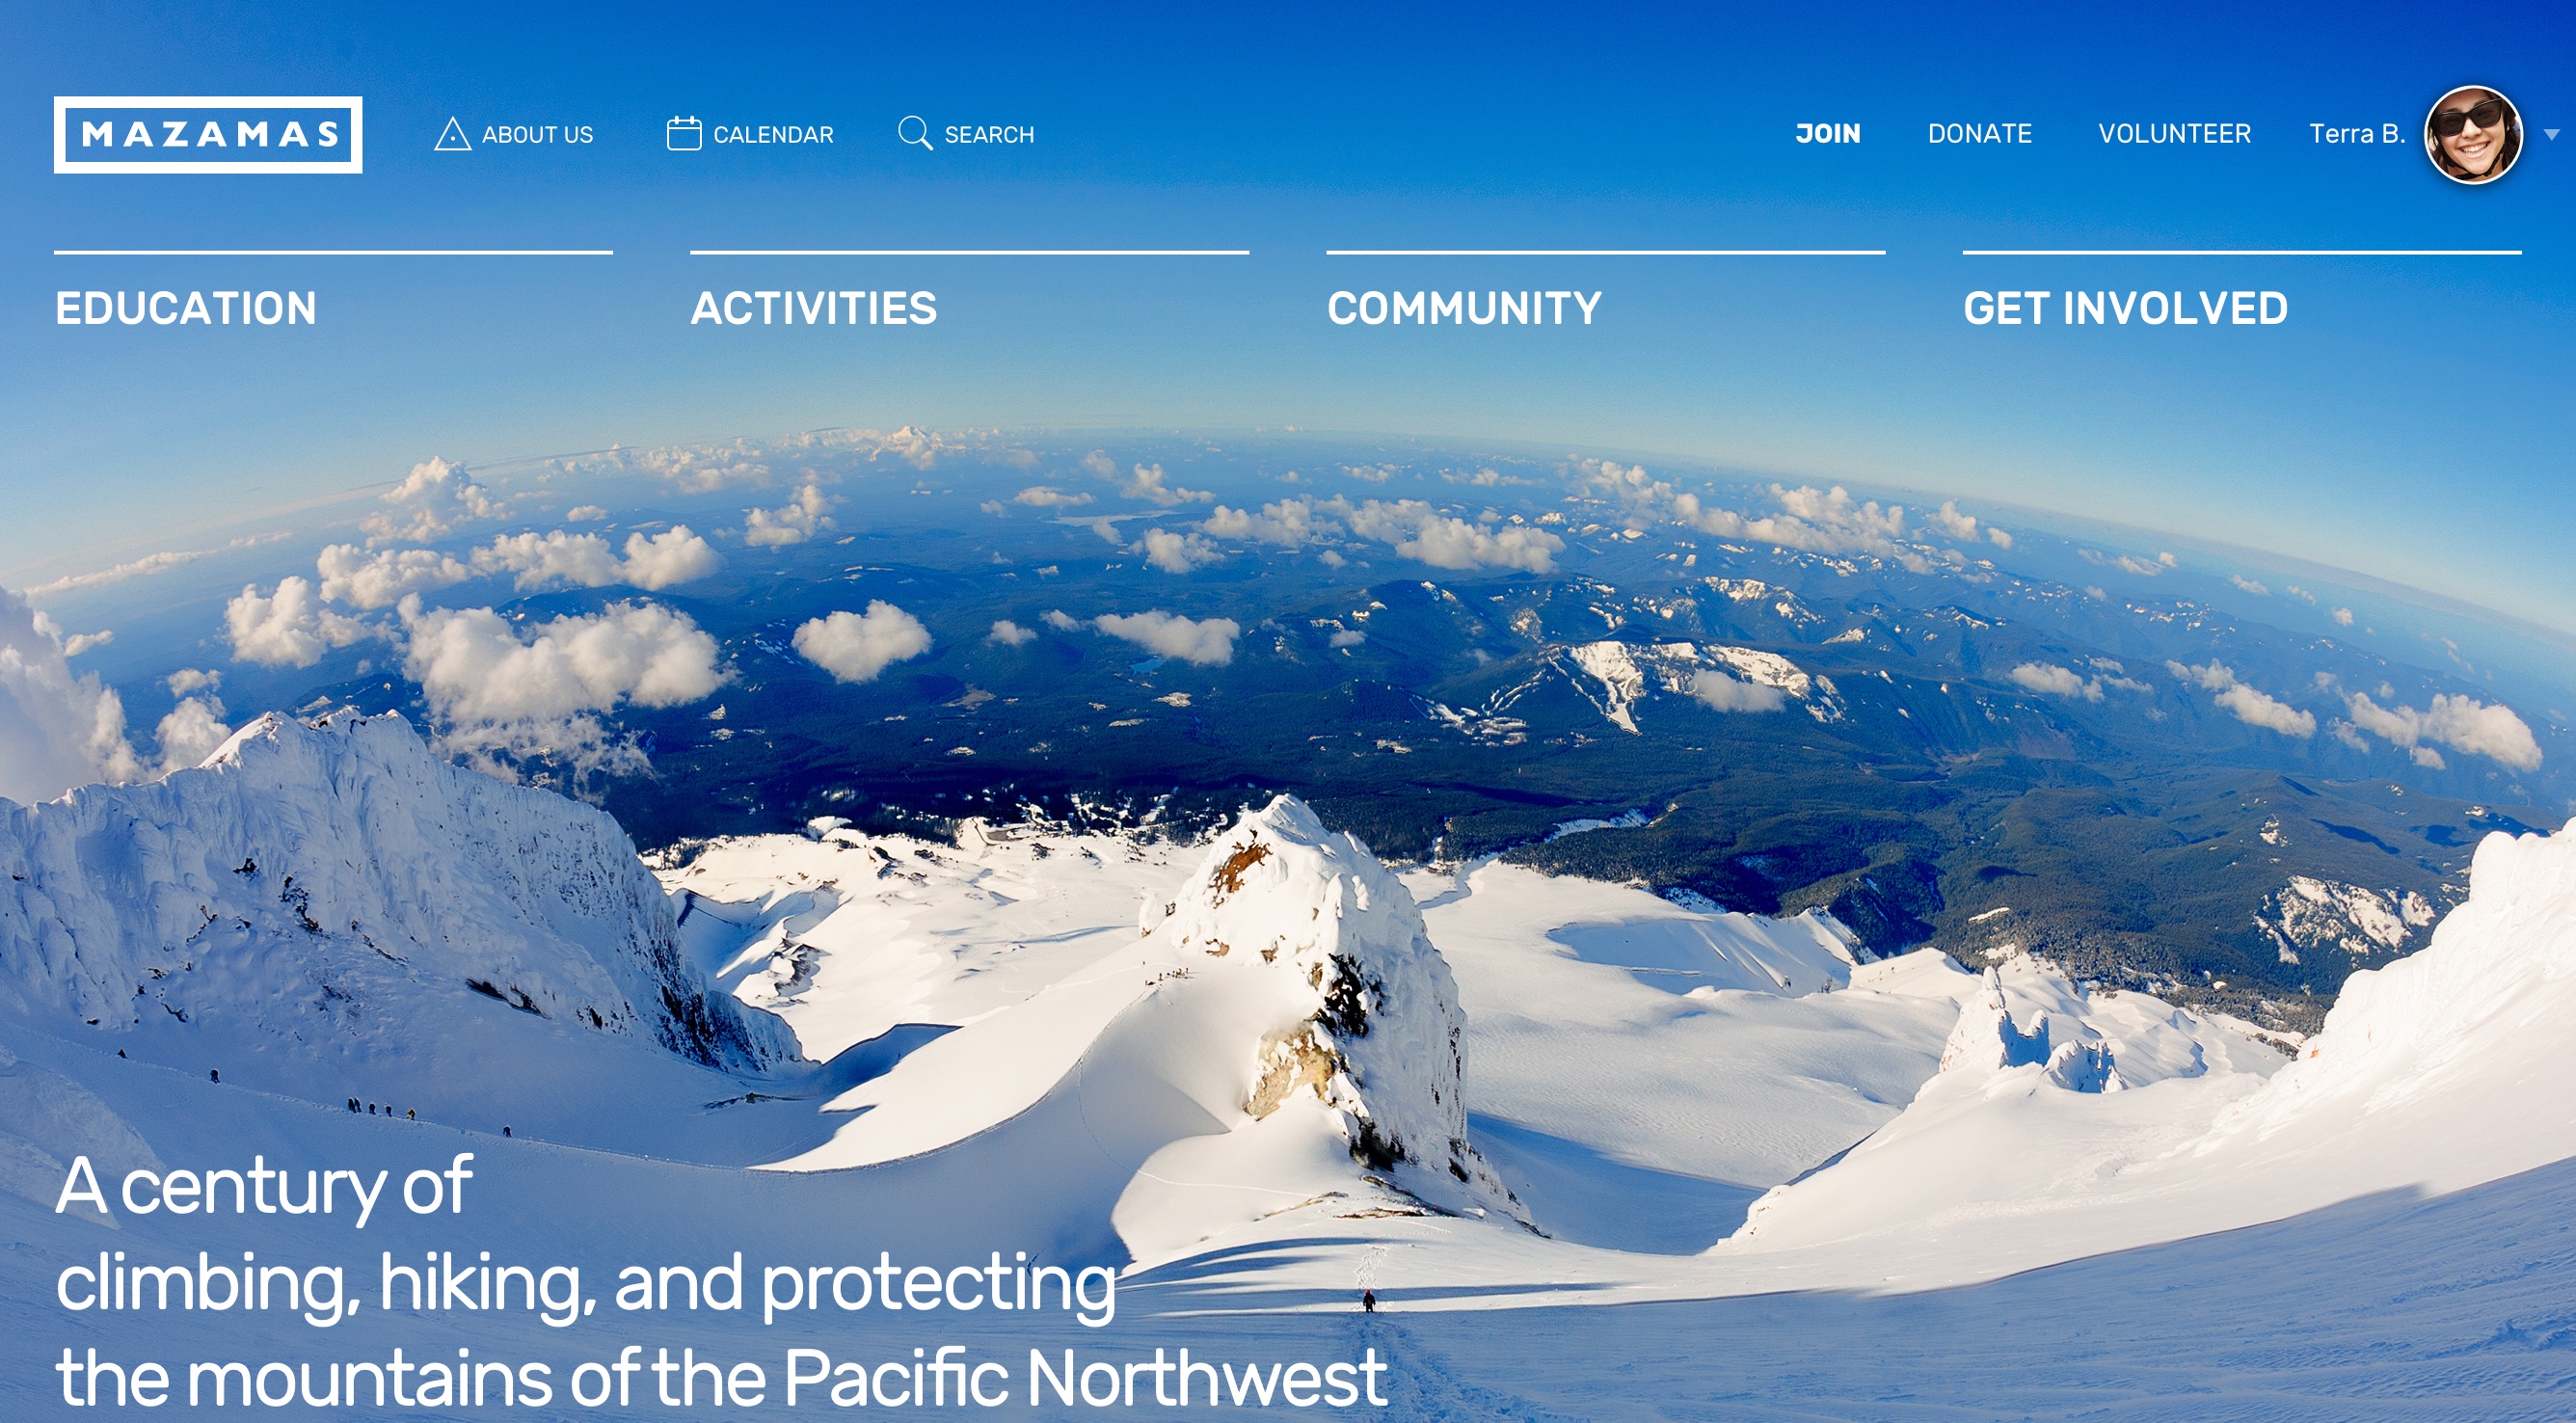 MAZAMAS
ABOUT US
CALENDAR
SEARCH
JOIN
DONATE
VOLUNTEER
Terra B.
EDUCATION
ACTIVITIES
COMMUNITY
GET INVOLVED
A century of
climbing, hiking, and protecting
the mountains of the Pacific Northwest